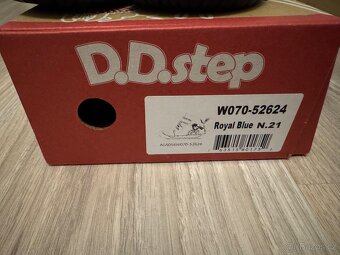 D.D.step
W070-52624
Royal Blue N.21